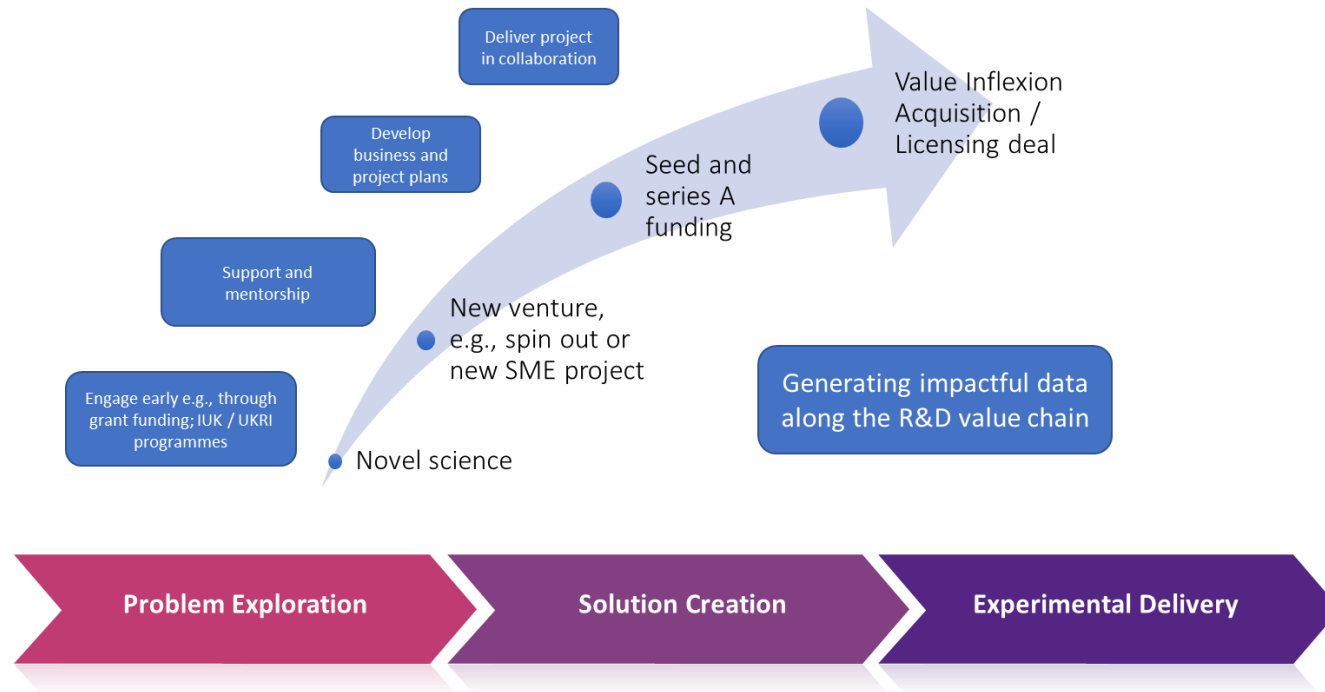 Deliver project
in collaboration
Value Inflexion
Acquisition /
Licensing deal
Develop
business and
project plans
Seed and
series A
funding
Support and
mentorship
New venture,
e.g., spin out or
new SME project
Generating impactful data
along the R&D value chain
Engage early e.g., through
grant funding; IUK / UKRI
programmes
Novel science
Problem Exploration
Solution Creation
Experimental Delivery